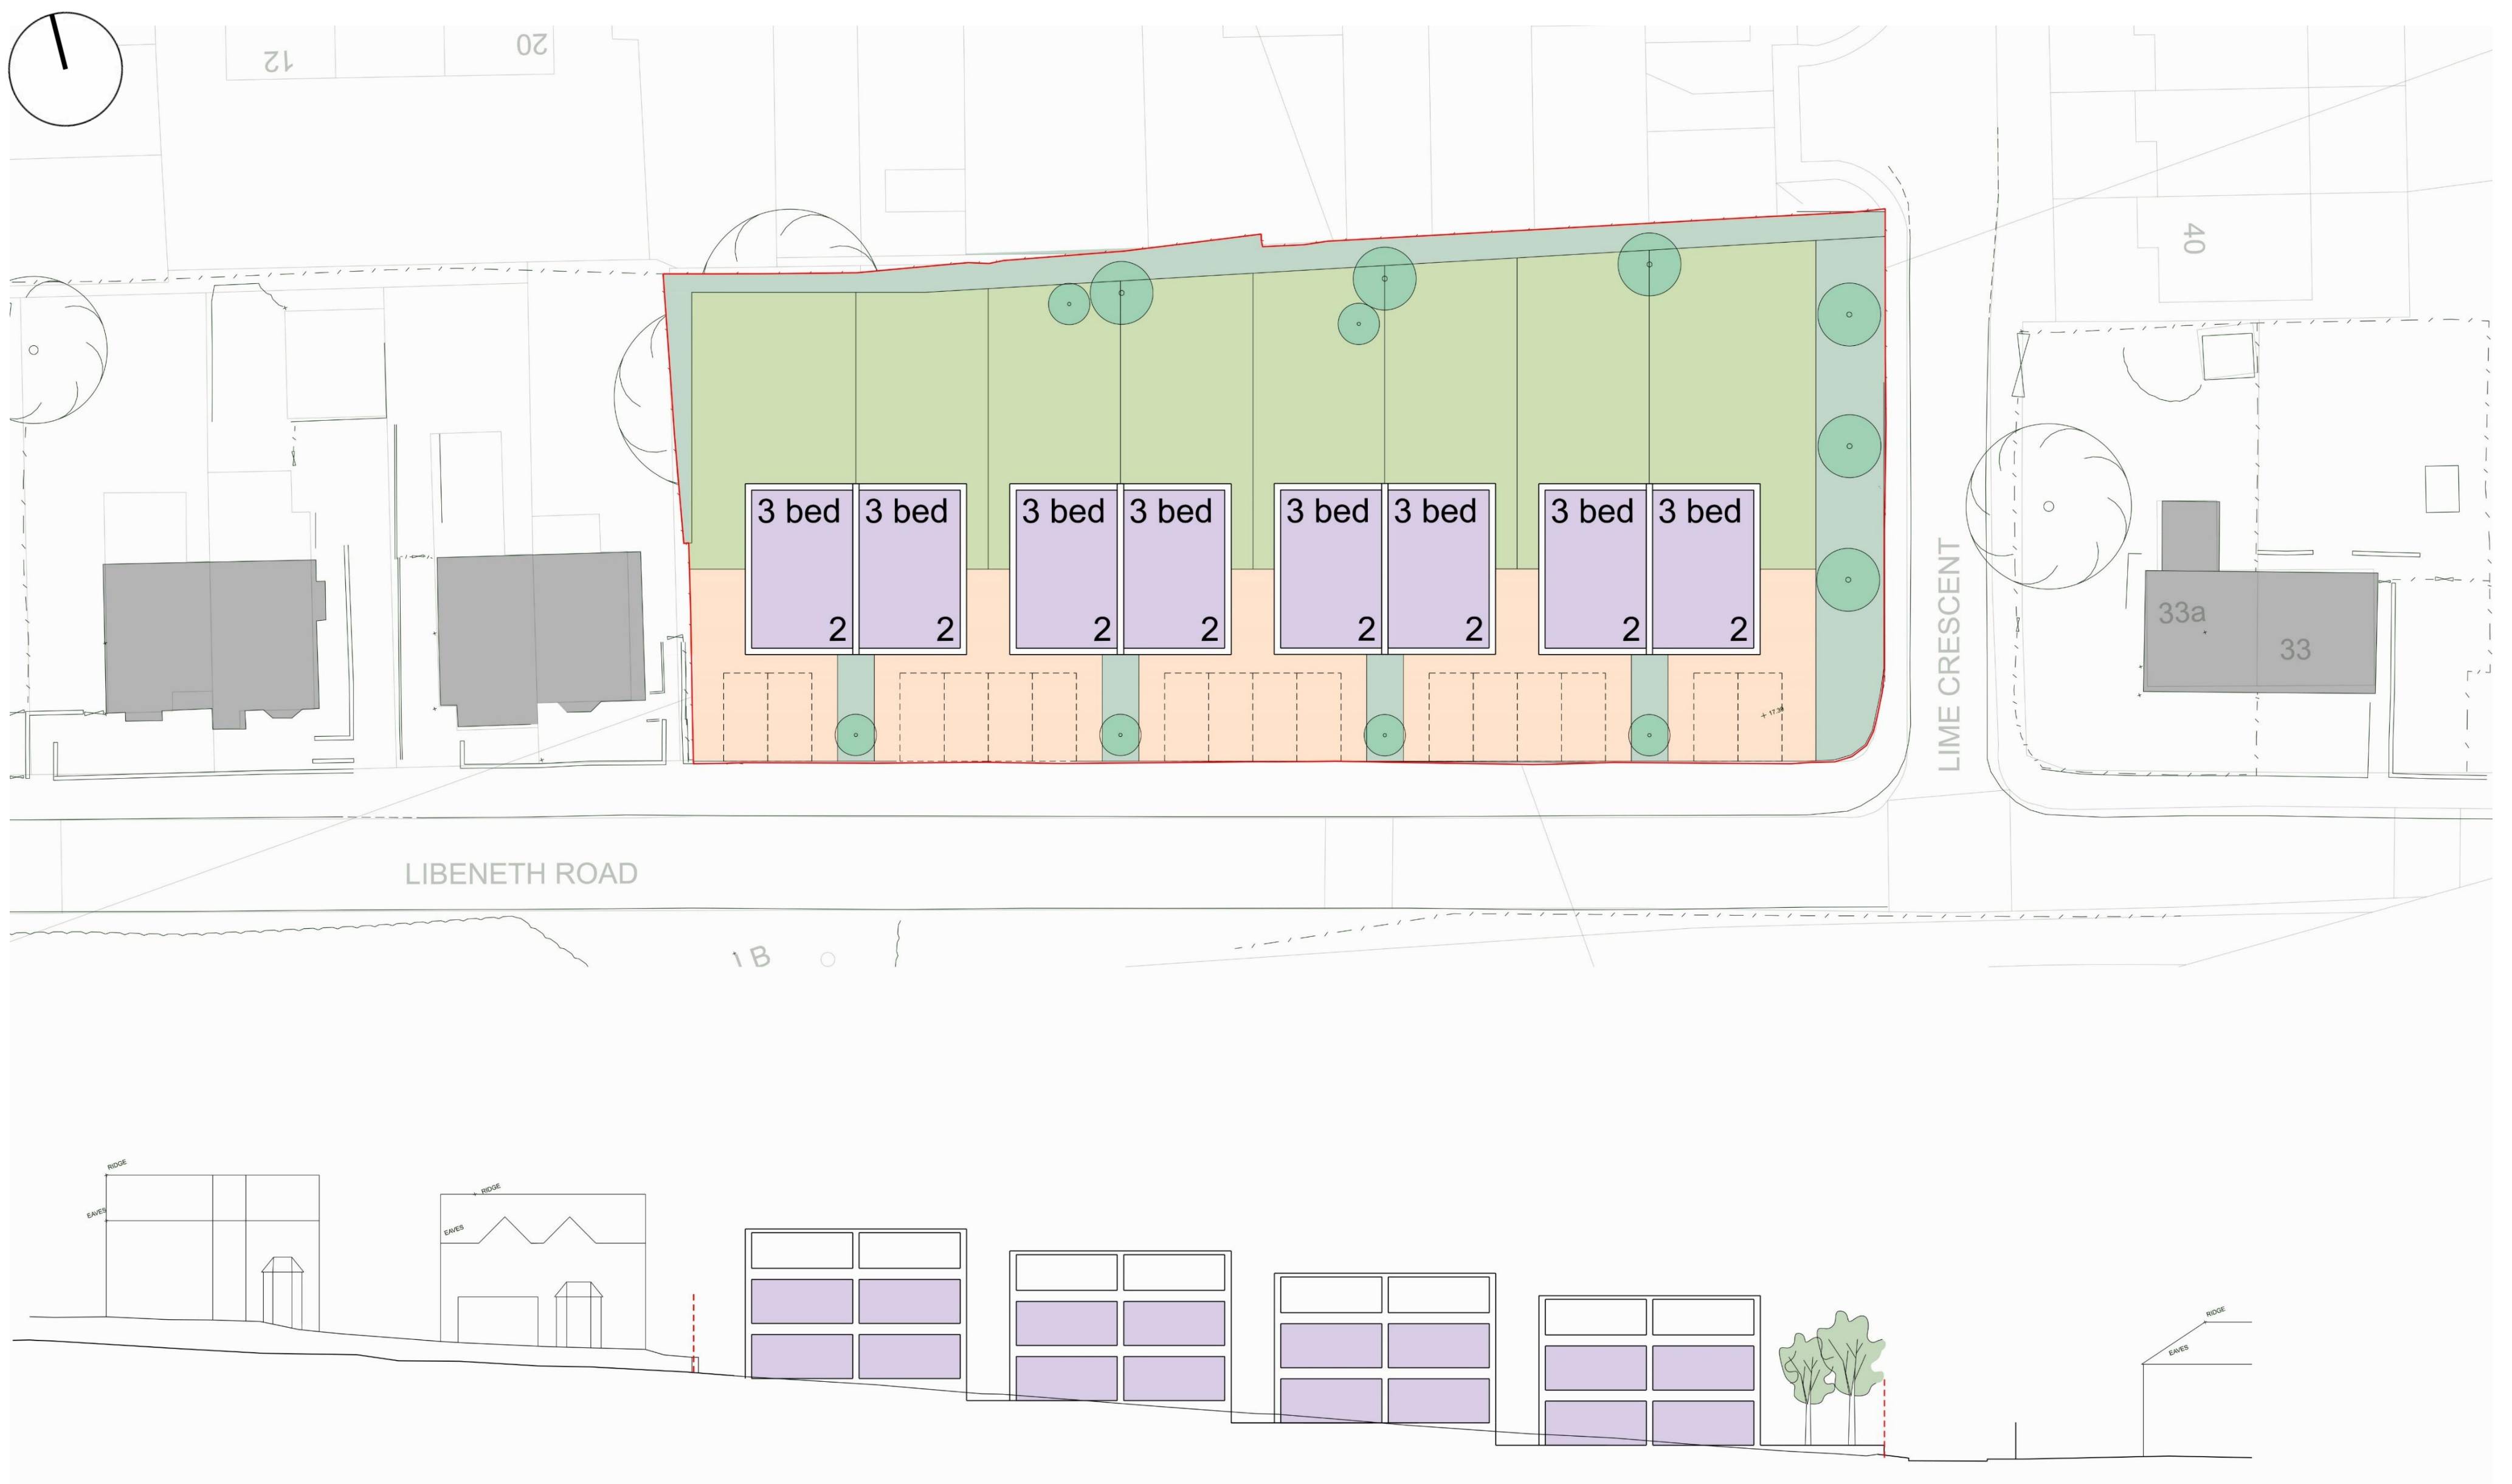 12
20
40
3 bed 3 bed 3 bed 3 bed 3 bed 3 bed 3 bed 3 bed
2 2 2 2 2 2 2 2
33a
33
17.39
LIME CRESCENT
LIBENETH ROAD
B
RIDGE
EAVES
RIDGE
EAVES
RIDGE
EAVES